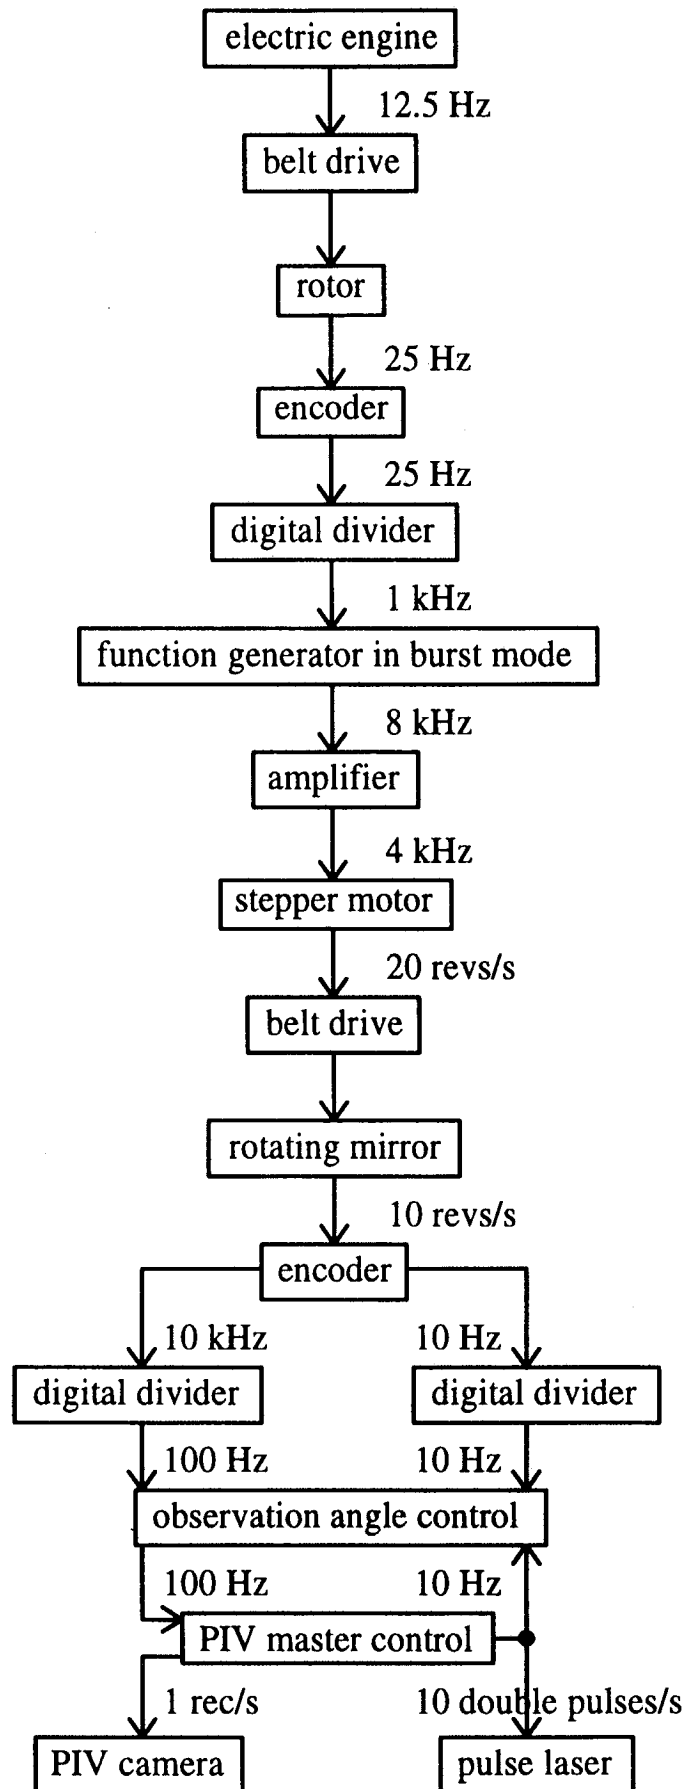 electric engine
12.5 Hz
belt drive
rotor
25 Hz
encoder
25 Hz
digital divider
1 kHz
function generator in burst mode
8 kHz
amplifier
4 kHz
stepper motor
20 revs/s
belt drive
rotating mirror
10 revs/s
encoder
10 kHz
10 Hz
digital divider
digital divider
100 Hz
10 Hz
observation angle control
100 Hz
10 Hz
PIV master control
1 rec/s
10 double pulses/s
PIV camera
pulse laser